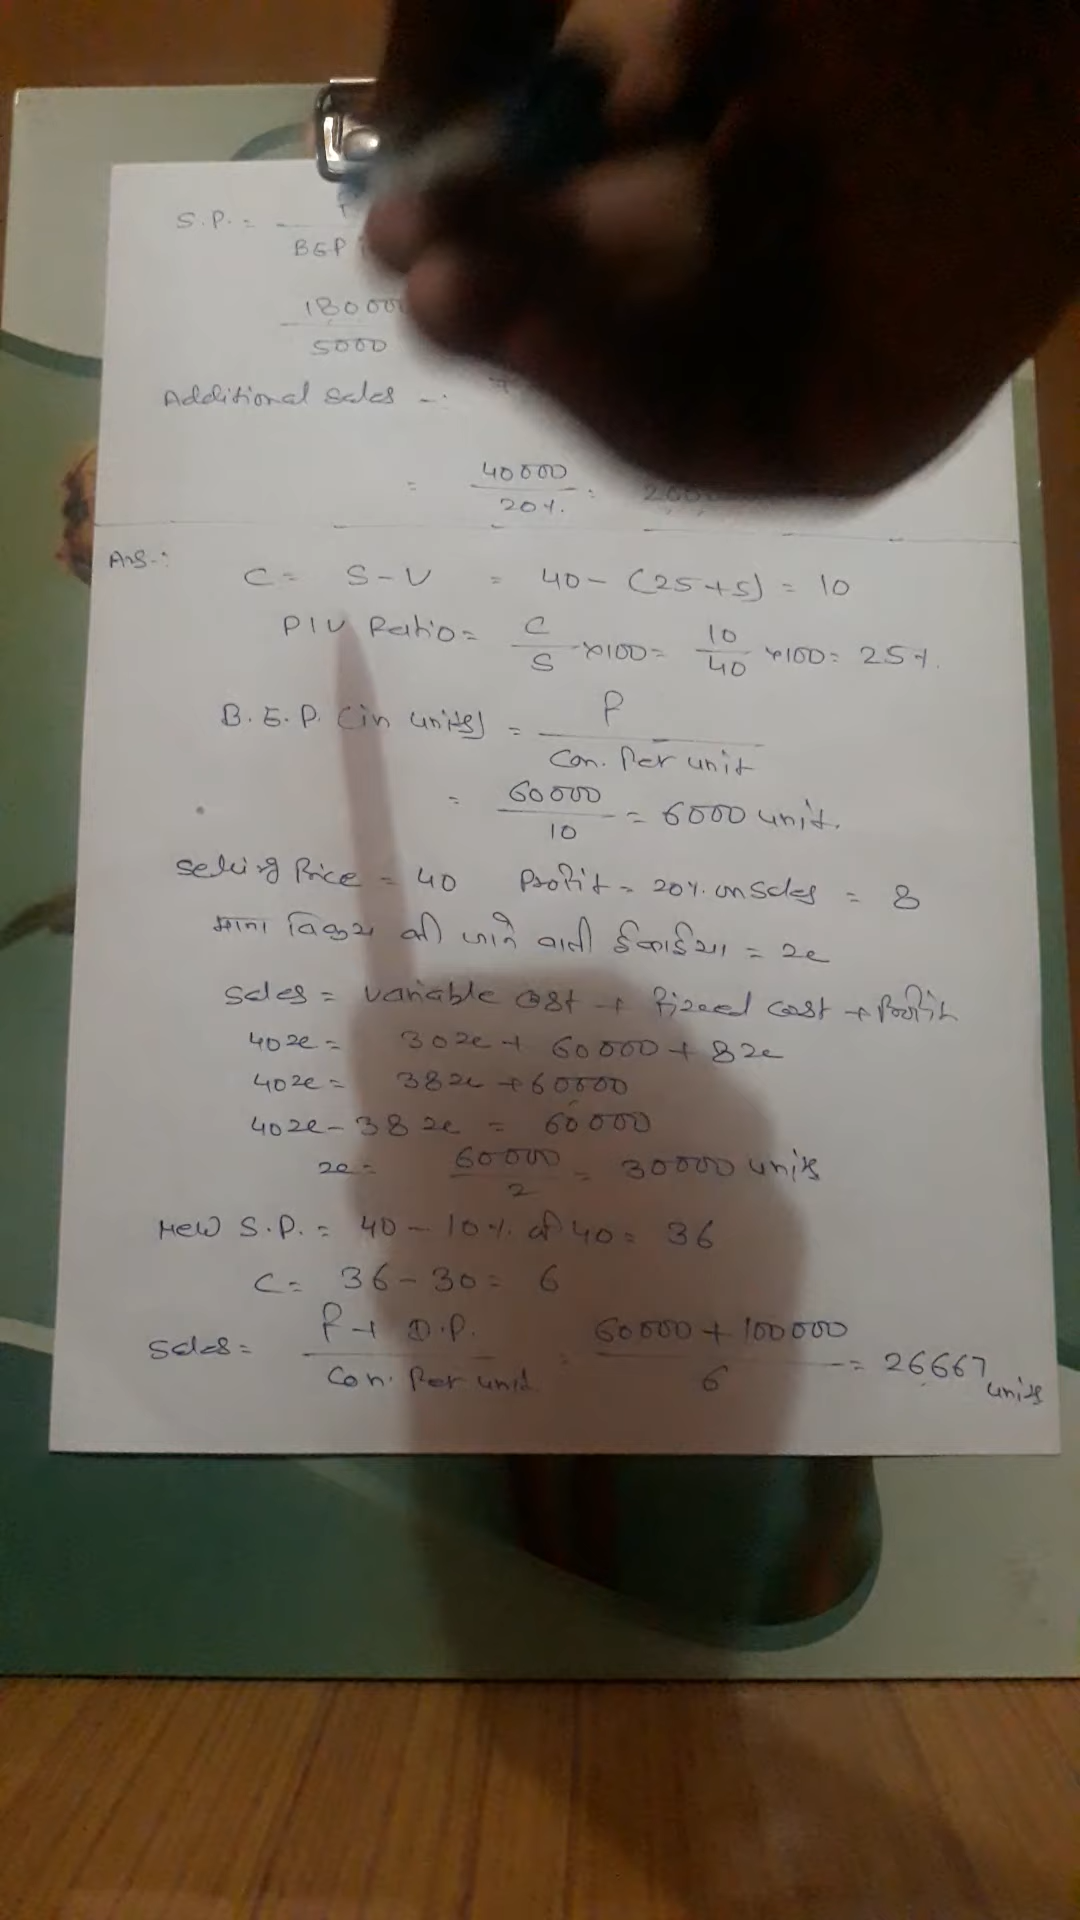 S.P. =
BEP
180000
5000
Additional Sales -:
= 40000 / 20% =
Ans-:
C = S-V = 40 - (25+5) = 10
P/V Ratio = C/S ×100 = 10/40 ×100 = 25%.
B.E.P. (in units) = F / Con. Per unit
= 60000 / 10 = 6000 unit.
Selling Price = 40 Profit = 20% on Sales = 8
माना विक्रय की जाने वाली ईकाईया = x
Sales = Variable Cost + Fixed Cost + Profit
40x = 30x + 60000 + 8x
40x = 38x + 60000
40x - 38x = 60000
x = 60000 / 2 = 30000 units
New S.P. = 40 - 10% of 40 = 36
C = 36 - 30 = 6
Sales = F + D.P. / Con. Per unit = 60000 + 100000 / 6 = 26667 units